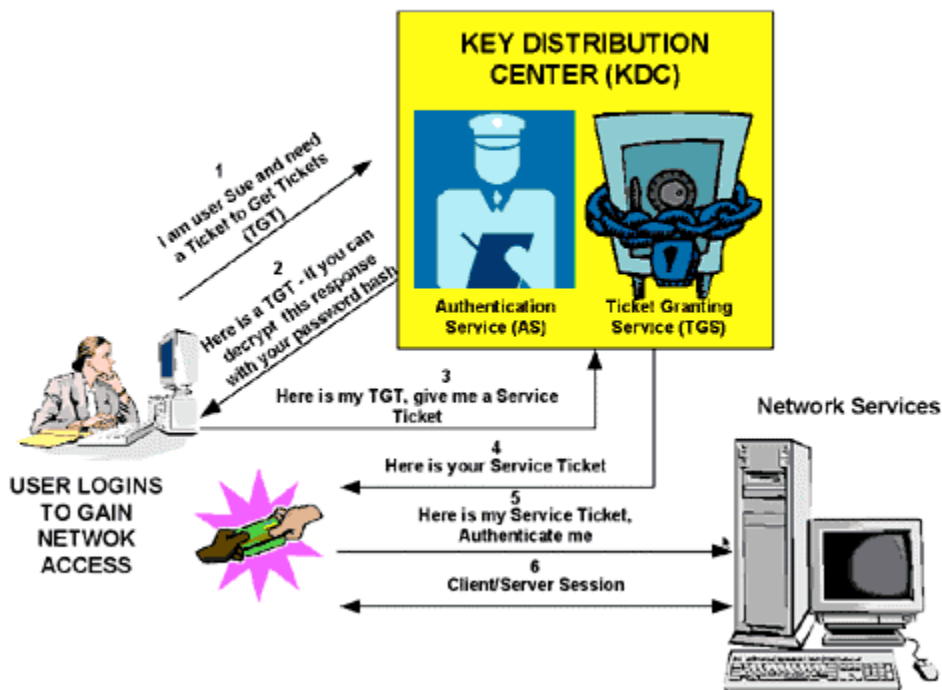 KEY DISTRIBUTION
CENTER (KDC)
Authentication
Service (AS)
Ticket Granting
Service (TGS)
1
I am user Sue and need
a Ticket to Get Tickets
(TGT)
2
Here is a TGT - if you can
decrypt this response
with your password hash
3
Here is my TGT, give me a Service
Ticket
4
Here is your Service Ticket
5
Here is my Service Ticket,
Authenticate me
6
Client/Server Session
Network Services
USER LOGINS
TO GAIN
NETWOK
ACCESS